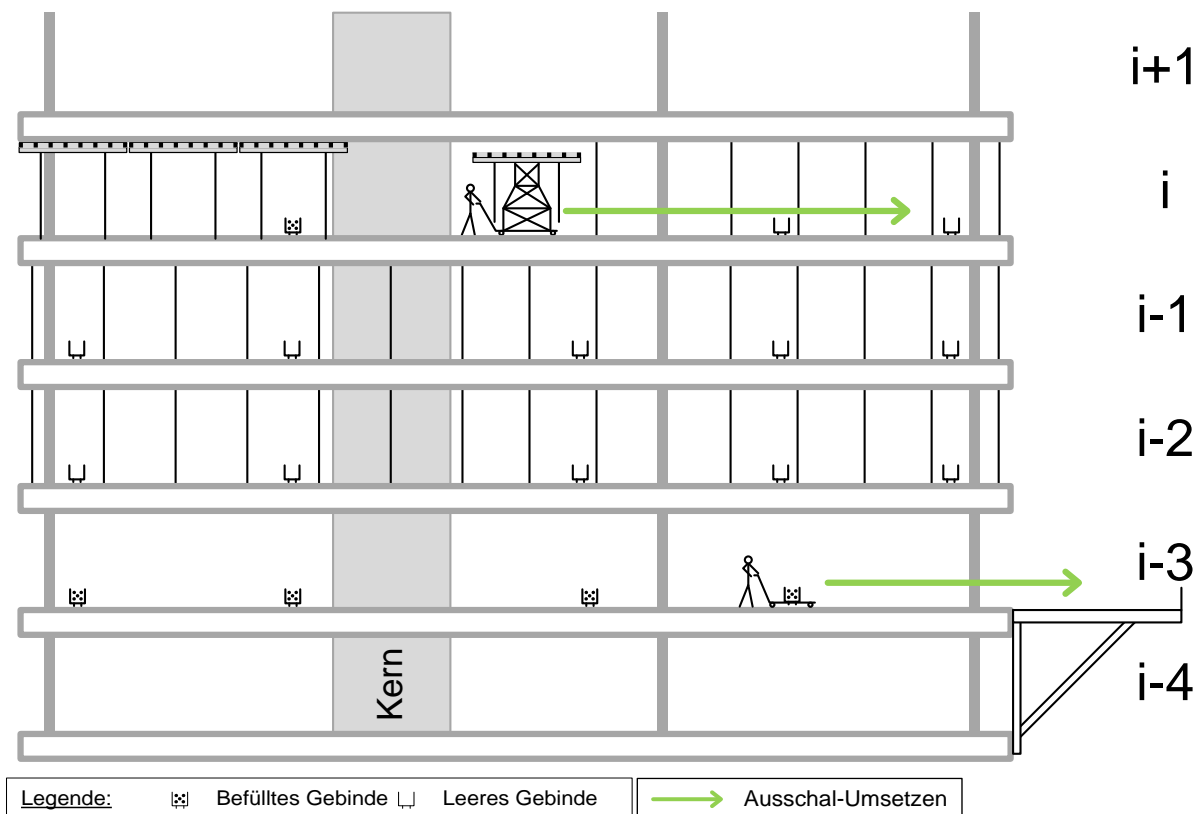 i+1
i
i-1
i-2
i-3
Kern
i-4
Legende: Befülltes Gebinde Leeres Gebinde Ausschal-Umsetzen